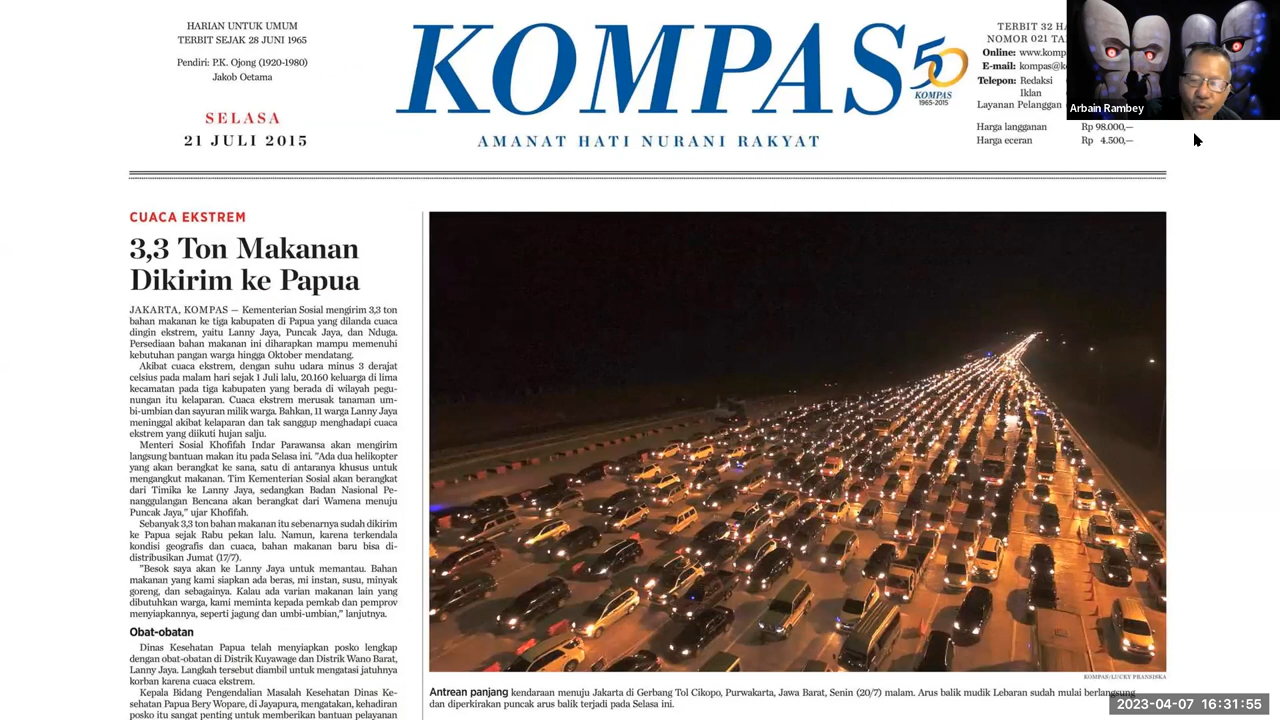 HARIAN UNTUK UMUM
TERBIT SEJAK 28 JUNI 1965
Pendiri: P.K. Ojong (1920-1980)
Jakob Oetama
SELASA
21 JULI 2015
KOMPAS
50
KOMPAS
1965-2015
AMANAT HATI NURANI RAKYAT
TERBIT 32
NOMOR 021
Online: www.komp
E-mail: kompas@k
Telepon: Redaksi
Iklan
Layanan Pelanggan
Harga langganan Rp 98.000,—
Harga eceran Rp 4.500,—
Arbain Rambey
CUACA EKSTREM
3,3 Ton Makanan
Dikirim ke Papua
JAKARTA, KOMPAS — Kementerian Sosial mengirim 3,3 ton
bahan makanan ke tiga kabupaten di Papua yang dilanda cuaca
dingin ekstrem, yaitu Lanny Jaya, Puncak Jaya, dan Nduga.
Persediaan bahan makanan ini diharapkan mampu memenuhi
kebutuhan pangan warga hingga Oktober mendatang.
Akibat cuaca ekstrem, dengan suhu udara minus 3 derajat
celsius pada malam hari sejak 1 Juli lalu, 20.160 keluarga di lima
kecamatan pada tiga kabupaten yang berada di wilayah pegu-
nungan itu kelaparan. Cuaca ekstrem merusak tanaman um-
bi-umbian dan sayuran milik warga. Bahkan, 11 warga Lanny Jaya
meninggal akibat kelaparan dan tak sanggup menghadapi cuaca
ekstrem yang diikuti hujan salju.
Menteri Sosial Khofifah Indar Parawansa akan mengirim
langsung bantuan makan itu pada Selasa ini. "Ada dua helikopter
yang akan berangkat ke sana, satu di antaranya khusus untuk
mengangkut makanan. Tim Kementerian Sosial akan berangkat
dari Timika ke Lanny Jaya, sedangkan Badan Nasional Pe-
nanggulangan Bencana akan berangkat dari Wamena menuju
Puncak Jaya," ujar Khofifah.
Sebanyak 3,3 ton bahan makanan itu sebenarnya sudah dikirim
ke Papua sejak Rabu pekan lalu. Namun, karena terkendala
kondisi geografis dan cuaca, bahan makanan baru bisa di-
distribusikan Jumat (17/7).
"Besok saya akan ke Lanny Jaya untuk memantau. Bahan
makanan yang kami siapkan ada beras, mi instan, susu, minyak
goreng, dan sebagainya. Kalau ada varian makanan lain yang
dibutuhkan warga, kami meminta kepada pemkab dan pemprov
menyiapkannya, seperti jagung dan umbi-umbian," lanjutnya.
Obat-obatan
Dinas Kesehatan Papua telah menyiapkan posko lengkap
dengan obat-obatan di Distrik Kuyawage dan Distrik Wano Barat,
Lanny Jaya. Langkah tersebut diambil untuk mengatasi jatuhnya
korban karena cuaca ekstrem.
Kepala Bidang Pengendalian Masalah Kesehatan Dinas Ke-
sehatan Papua Bery Wopare, di Jayapura, mengatakan, kehadiran
posko itu sangat penting untuk memberikan bantuan pelayanan
KOMPAS/LUCKY PRANSISKA
Antrean panjang kendaraan menuju Jakarta di Gerbang Tol Cikopo, Purwakarta, Jawa Barat, Senin (20/7) malam. Arus balik mudik Lebaran sudah mulai berlangsung
dan diperkirakan puncak arus balik terjadi pada Selasa ini.
2023-04-07 16:31:55